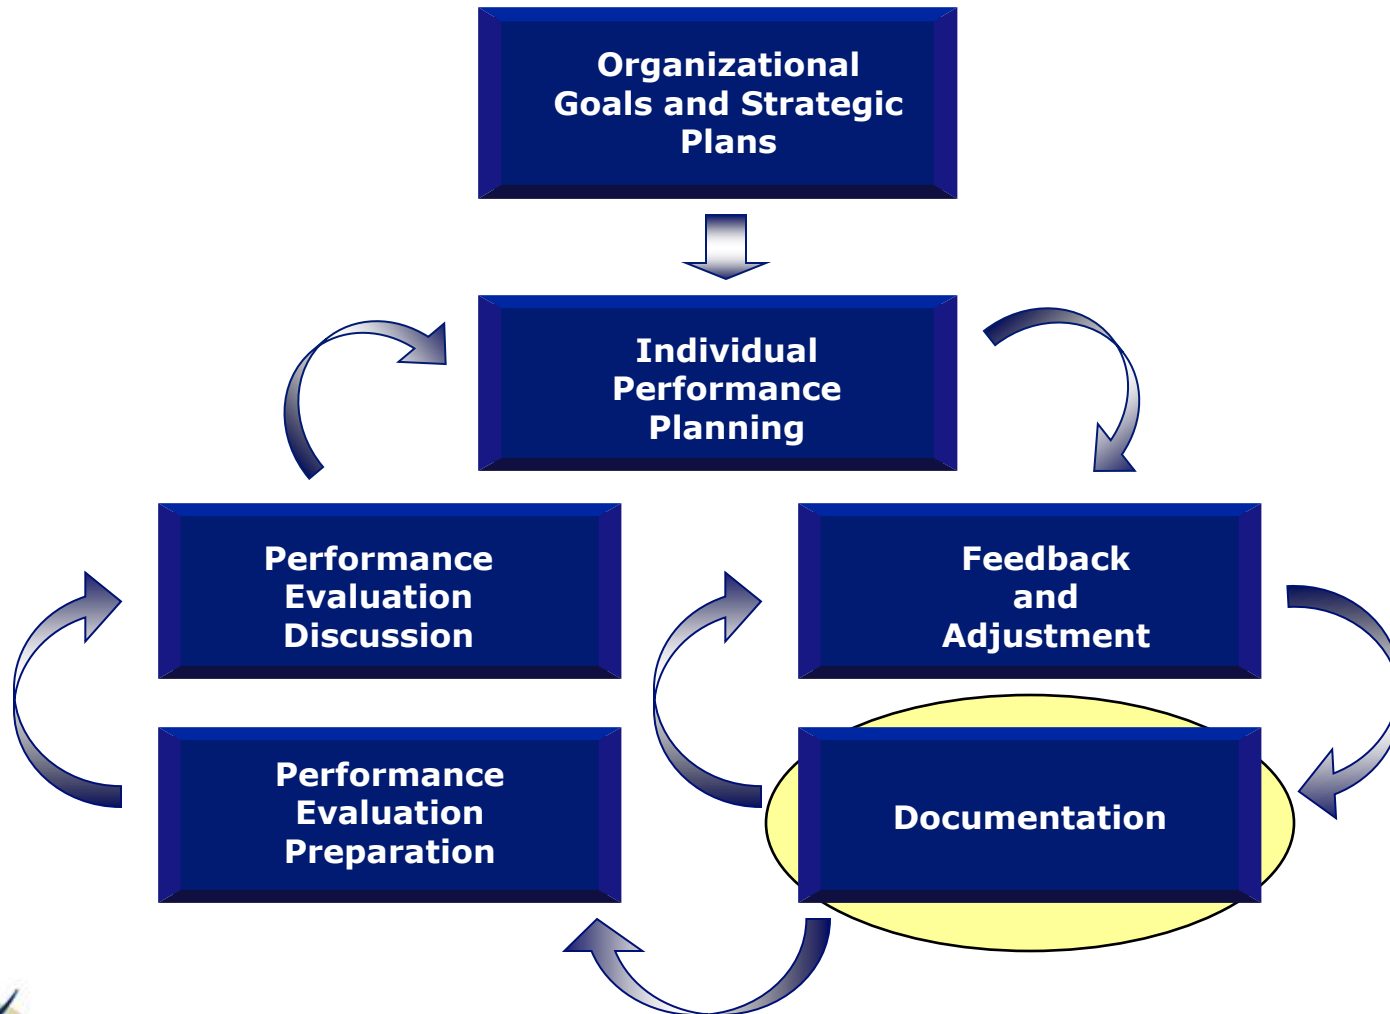 Organizational
Goals and Strategic
Plans
Individual
Performance
Planning
Performance
Evaluation
Discussion
Feedback
and
Adjustment
Performance
Evaluation
Preparation
Documentation